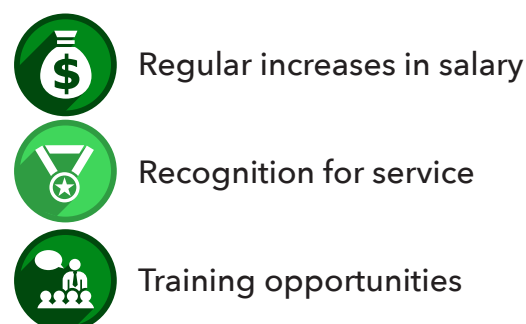 $
Regular increases in salary
Recognition for service
Training opportunities